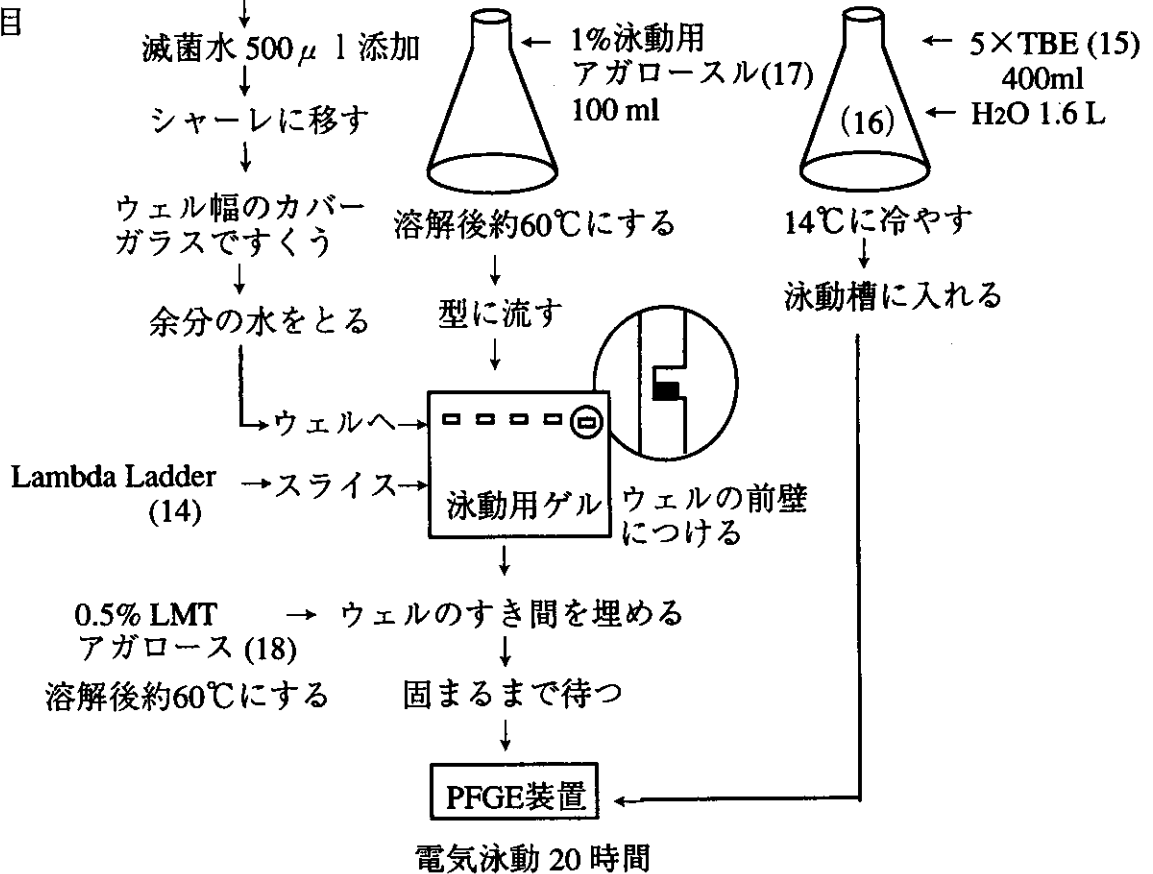 目
滅菌水 500μl 添加
シャーレに移す
ウェル幅のカバー
ガラスですくう
余分の水をとる
1%泳動用
アガロースル(17)
100 ml
溶解後約60℃にする
型に流す
5×TBE (15)
400ml
(16)
H₂O 1.6 L
14℃に冷やす
泳動槽に入れる
ウェルへ
Lambda Ladder
(14)
スライス
泳動用ゲル
ウェルの前壁
につける
0.5% LMT
アガロース (18)
溶解後約60℃にする
ウェルのすき間を埋める
固まるまで待つ
PFGE装置
電気泳動 20 時間